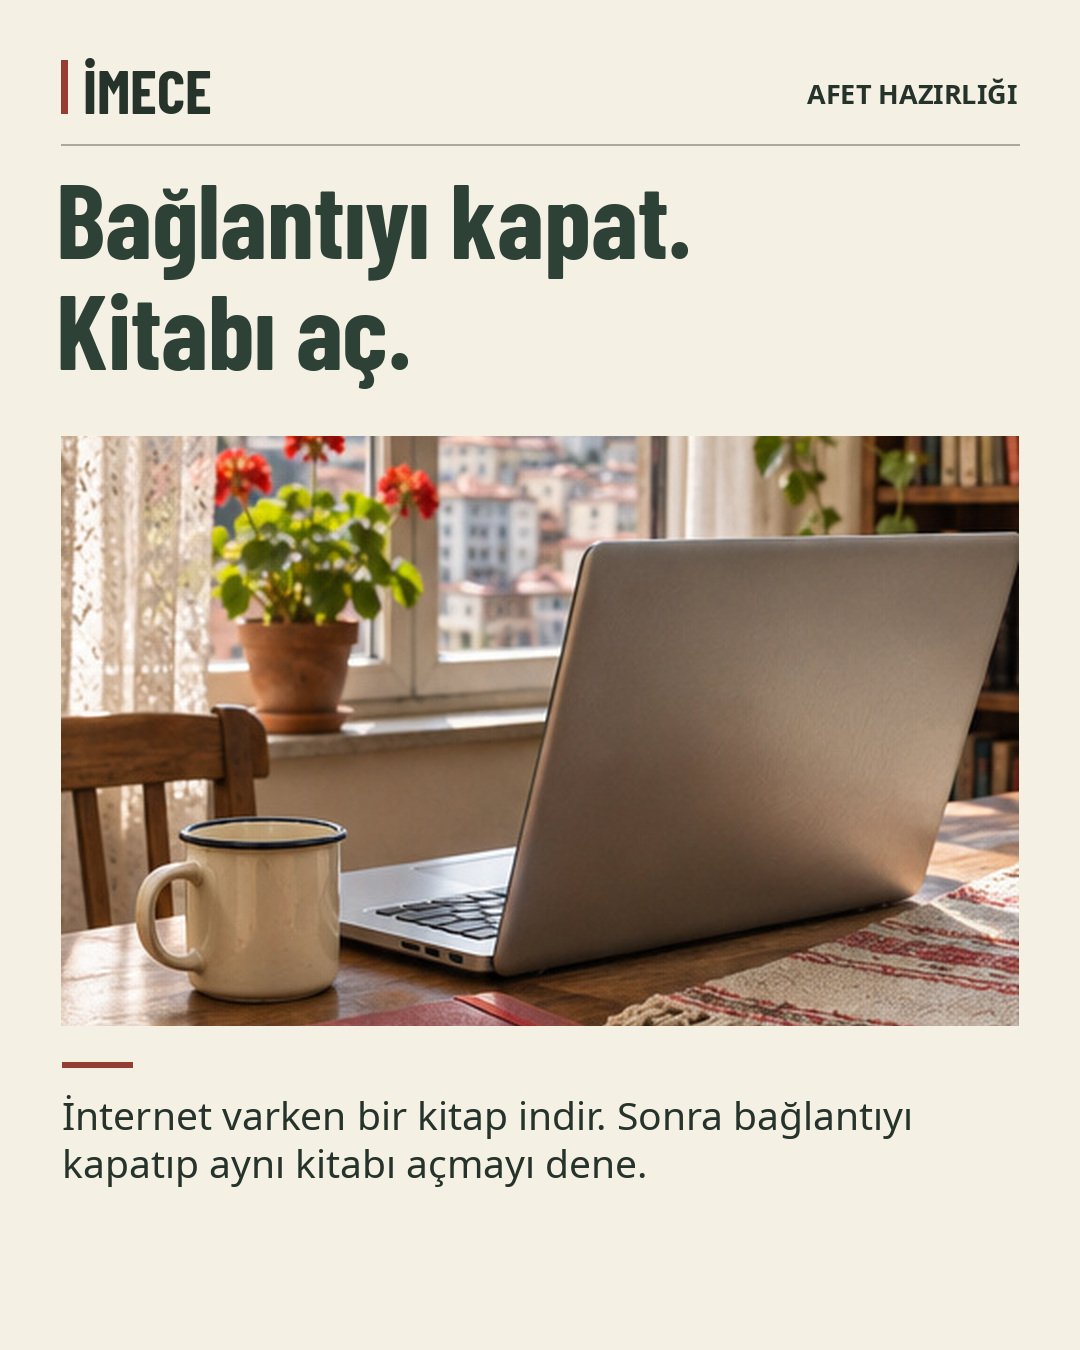 İMECE
AFET HAZIRLIĞI
Bağlantıyı kapat.
Kitabı aç.
İnternet varken bir kitap indir. Sonra bağlantıyı
kapatıp aynı kitabı açmayı dene.